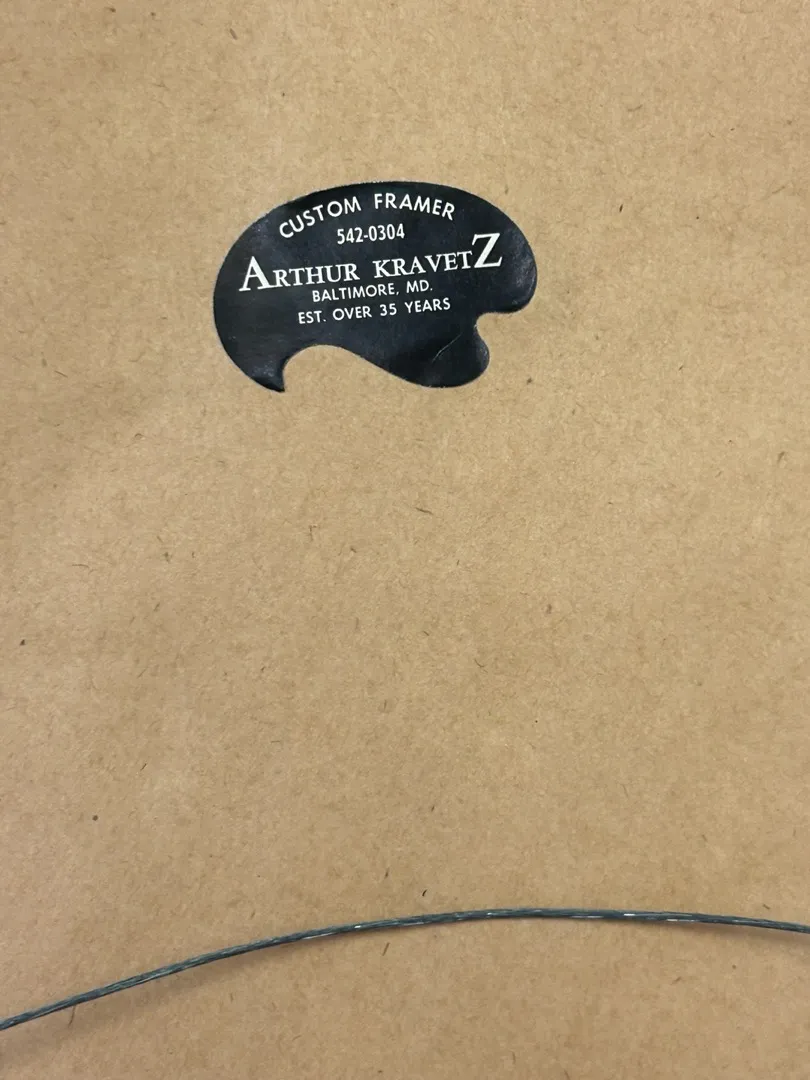 CUSTOM FRAMER
542-0304
ARTHUR KRAVETZ
BALTIMORE, MD.
EST. OVER 35 YEARS